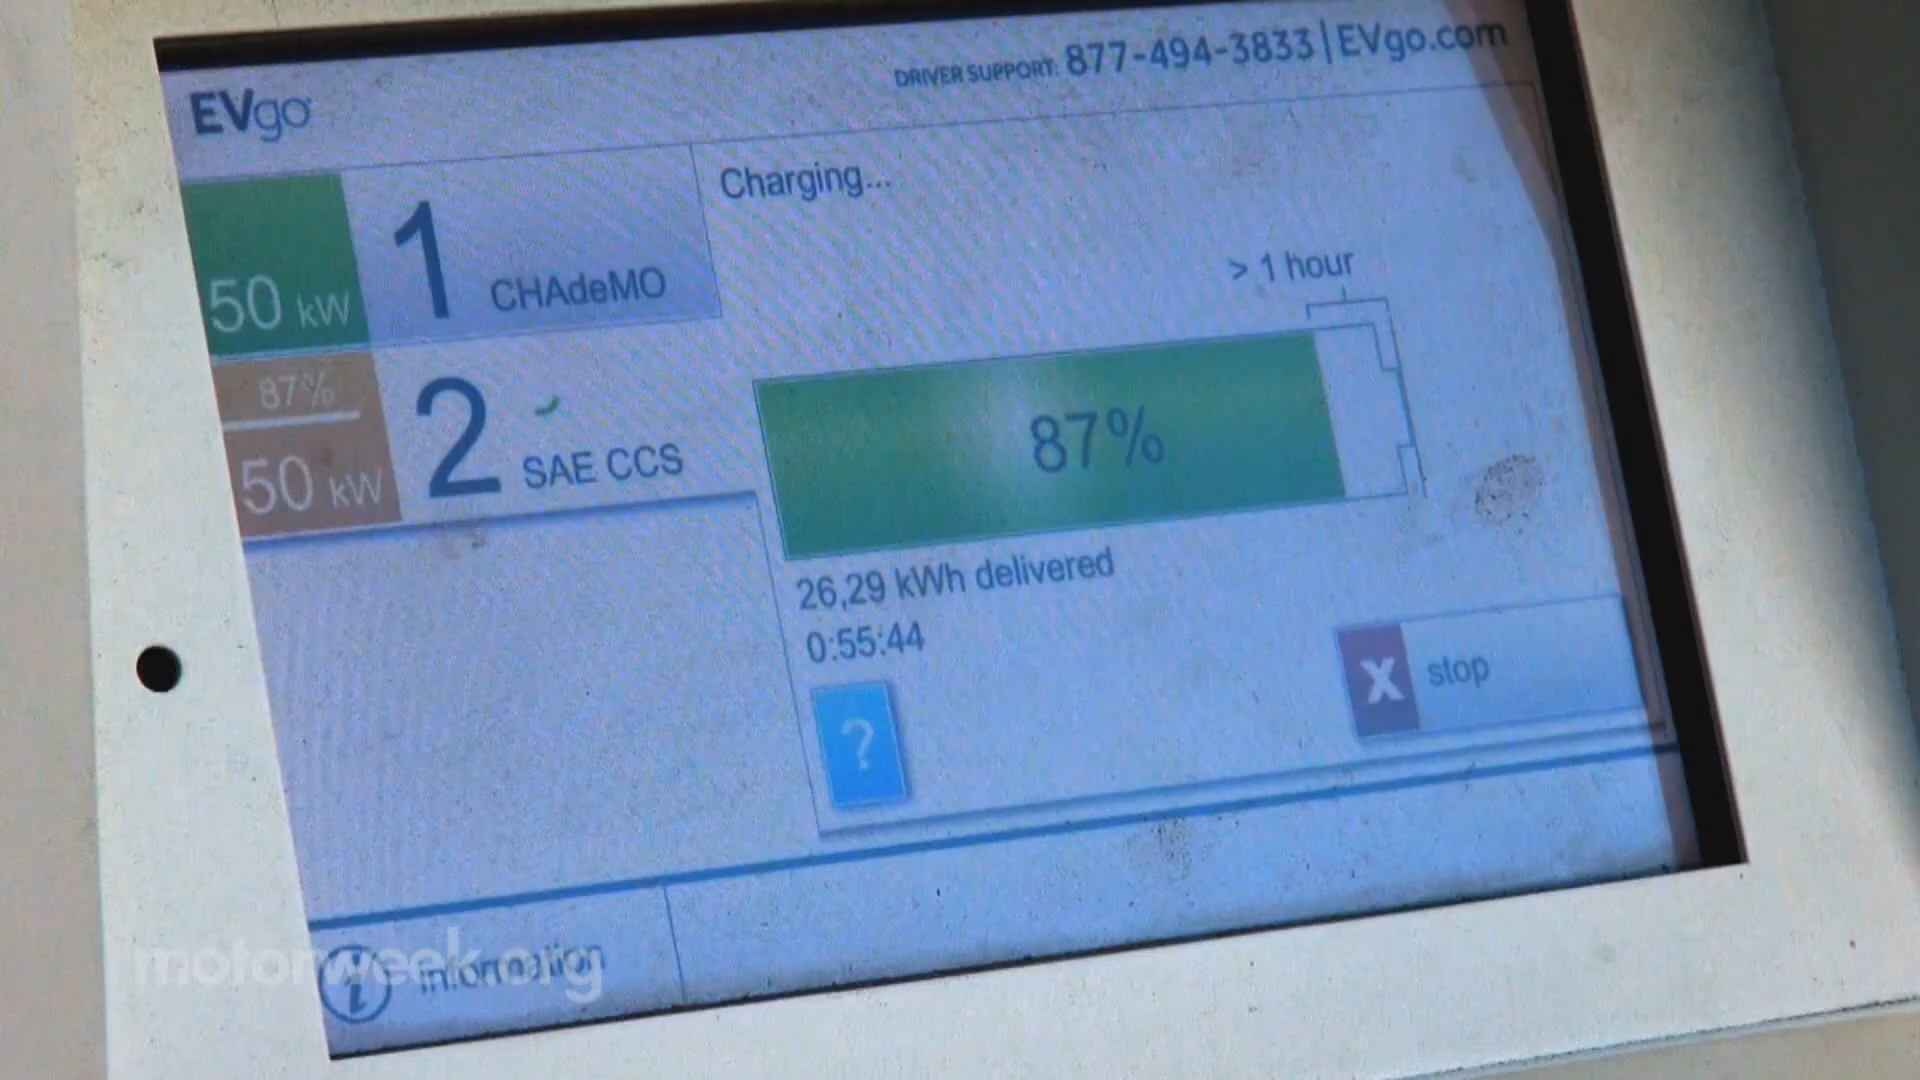 DRIVER SUPPORT: 877-494-3833 | EVgo.com
EVgo
Charging...
50 kW
1 CHAdeMO
> 1 hour
87%
50 kW
2 SAE CCS
87%
26,29 kWh delivered
0:55:44
?
X stop
i Information
motorweek.org